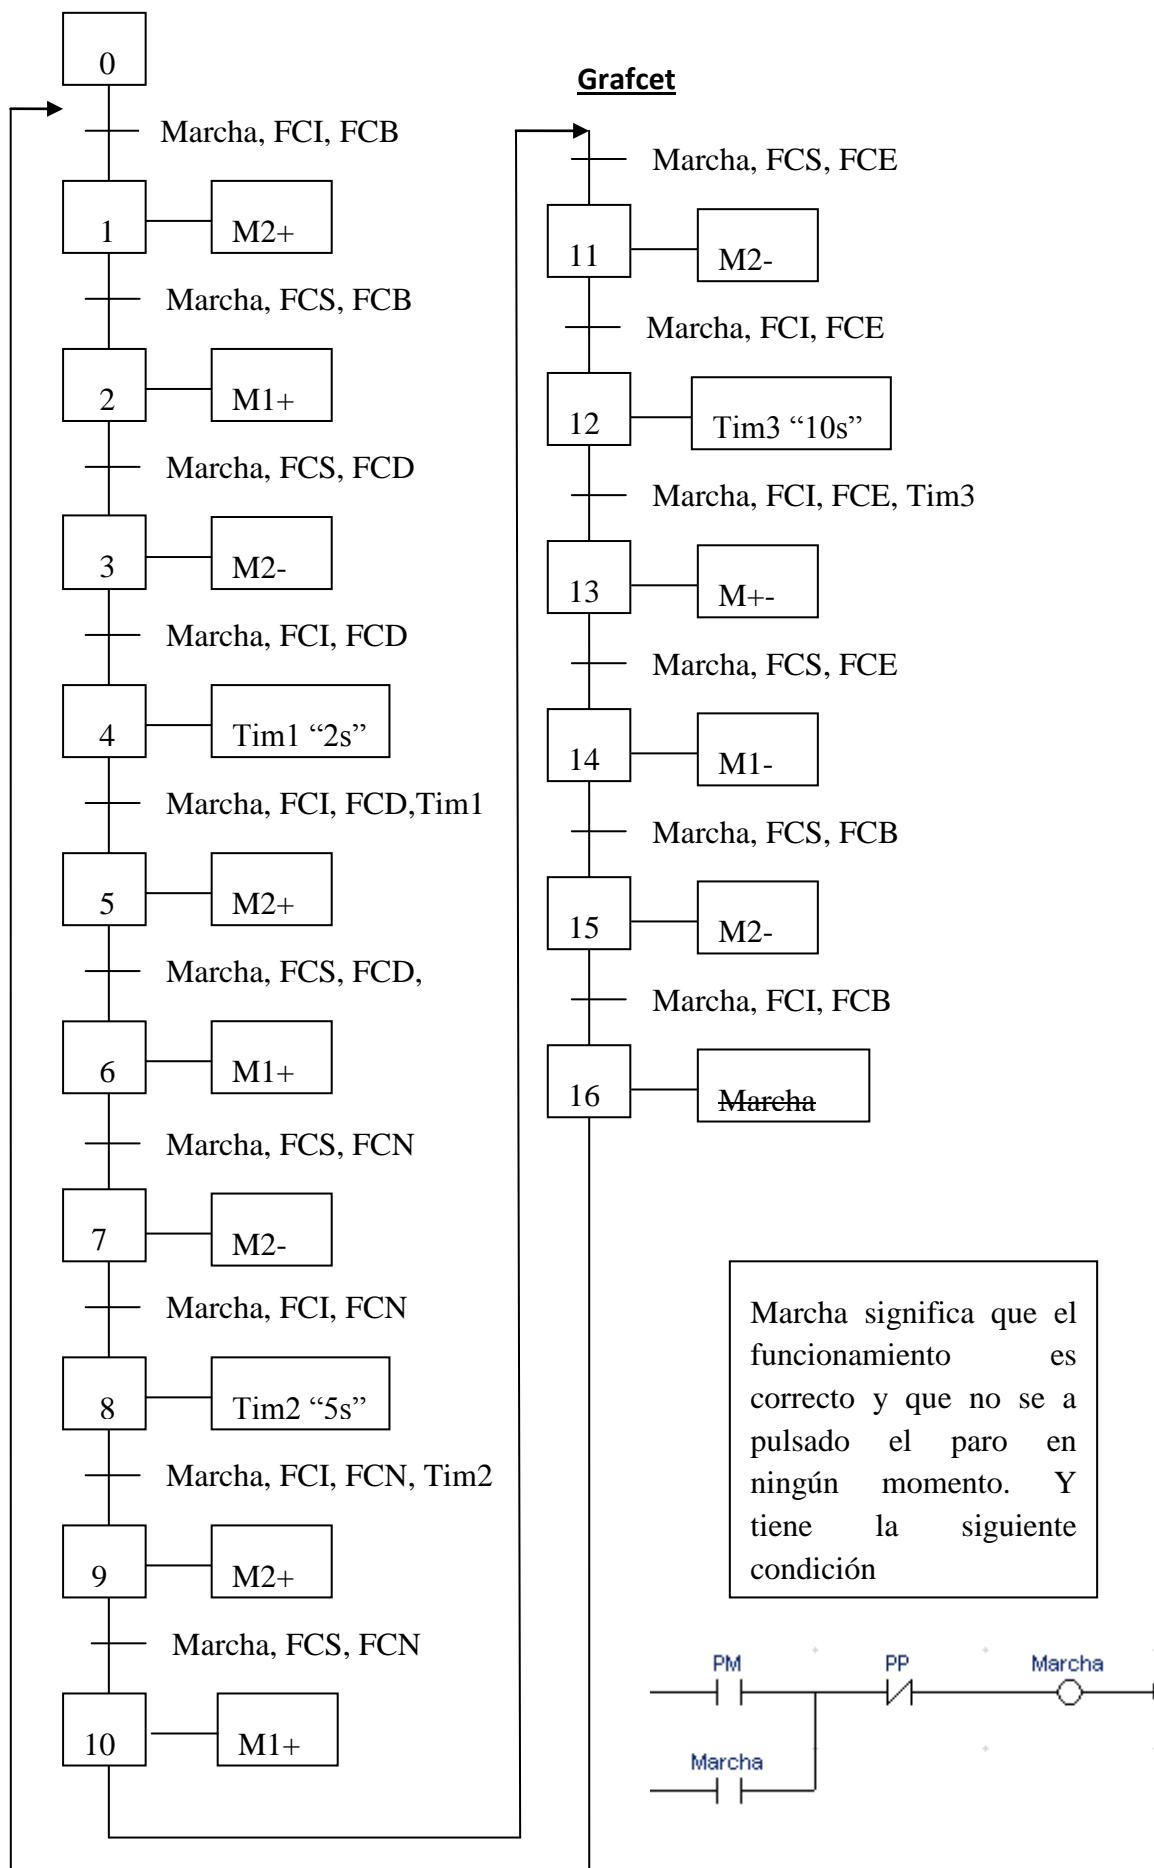 Grafcet
0
Marcha, FCI, FCB
1
M2+
Marcha, FCS, FCB
2
M1+
Marcha, FCS, FCD
3
M2-
Marcha, FCI, FCD
4
Tim1 “2s”
Marcha, FCI, FCD,Tim1
5
M2+
Marcha, FCS, FCD,
6
M1+
Marcha, FCS, FCN
7
M2-
Marcha, FCI, FCN
8
Tim2 “5s”
Marcha, FCI, FCN, Tim2
9
M2+
Marcha, FCS, FCN
10
M1+
Marcha, FCS, FCE
11
M2-
Marcha, FCI, FCE
12
Tim3 “10s”
Marcha, FCI, FCE, Tim3
13
M+-
Marcha, FCS, FCE
14
M1-
Marcha, FCS, FCB
15
M2-
Marcha, FCI, FCB
16
Marcha
Marcha significa que el
funcionamiento es
correcto y que no se a
pulsado el paro en
ningún momento. Y
tiene la siguiente
condición
PM
PP
Marcha
Marcha